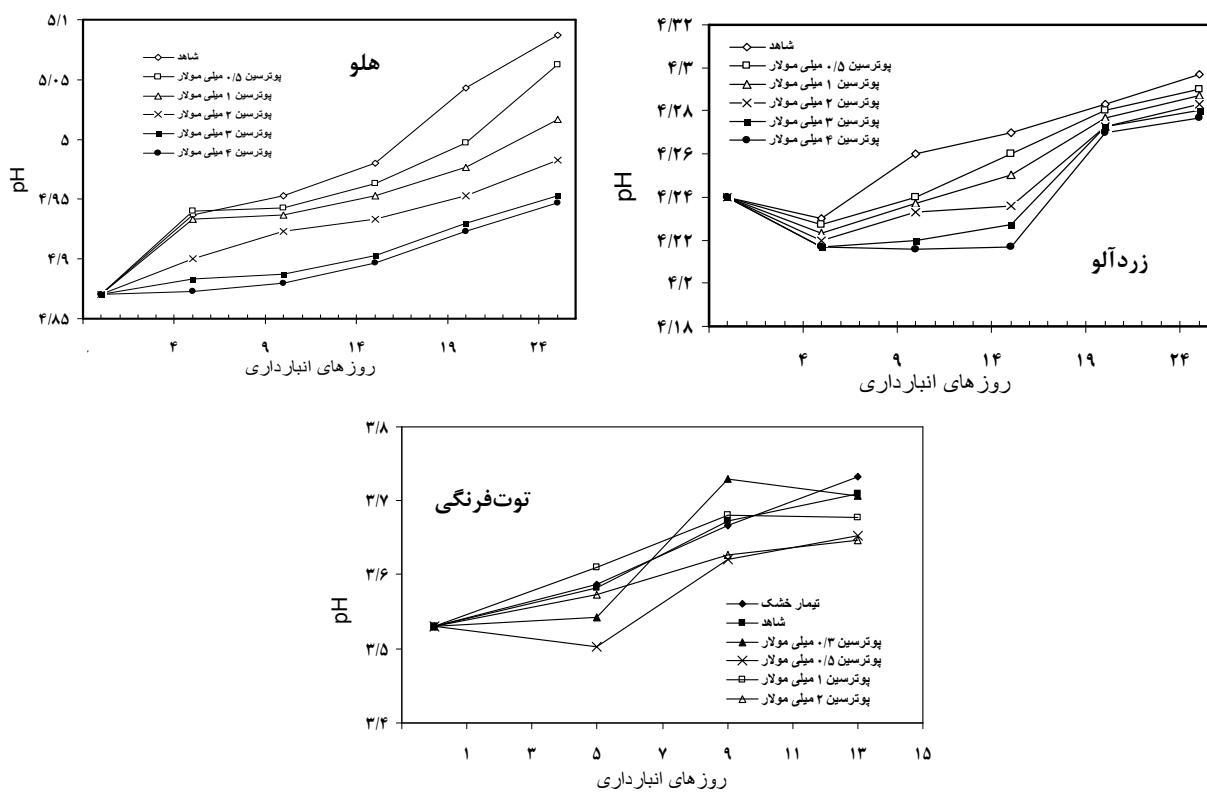 هلو
pH
۵/۱
۵/۰۵
۵
۴/۹۵
۴/۹
۴/۸۵
شاهد
پوترسین ۰/۵ میلی مولار
پوترسین ۱ میلی مولار
پوترسین ۲ میلی مولار
پوترسین ۳ میلی مولار
پوترسین ۴ میلی مولار
۴ ۹ ۱۴ ۱۹ ۲۴
روزهای انبارداری
زردآلو
pH
۴/۳۲
۴/۳
۴/۲۸
۴/۲۶
۴/۲۴
۴/۲۲
۴/۲
۴/۱۸
شاهد
پوترسین ۰/۵ میلی مولار
پوترسین ۱ میلی مولار
پوترسین ۲ میلی مولار
پوترسین ۳ میلی مولار
پوترسین ۴ میلی مولار
۴ ۹ ۱۴ ۱۹ ۲۴
روزهای انبارداری
توت‌فرنگی
pH
۳/۸
۳/۷
۳/۶
۳/۵
۳/۴
تیمار خشک
شاهد
پوترسین ۰/۳ میلی مولار
پوترسین ۰/۵ میلی مولار
پوترسین ۱ میلی مولار
پوترسین ۲ میلی مولار
۱ ۳ ۵ ۷ ۹ ۱۱ ۱۳ ۱۵
روزهای انبارداری